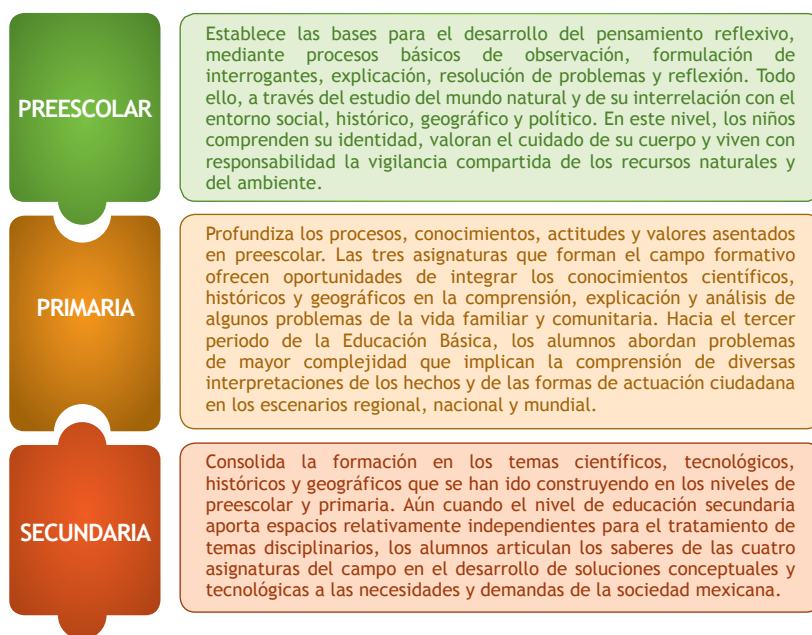 PREESCOLAR
Establece las bases para el desarrollo del pensamiento reflexivo,
mediante procesos básicos de observación, formulación de
interrogantes, explicación, resolución de problemas y reflexión. Todo
ello, a través del estudio del mundo natural y de su interrelación con el
entorno social, histórico, geográfico y político. En este nivel, los niños
comprenden su identidad, valoran el cuidado de su cuerpo y viven con
responsabilidad la vigilancia compartida de los recursos naturales y
del ambiente.
PRIMARIA
Profundiza los procesos, conocimientos, actitudes y valores asentados
en preescolar. Las tres asignaturas que forman el campo formativo
ofrecen oportunidades de integrar los conocimientos científicos,
históricos y geográficos en la comprensión, explicación y análisis de
algunos problemas de la vida familiar y comunitaria. Hacia el tercer
periodo de la Educación Básica, los alumnos abordan problemas
de mayor complejidad que implican la comprensión de diversas
interpretaciones de los hechos y de las formas de actuación ciudadana
en los escenarios regional, nacional y mundial.
SECUNDARIA
Consolida la formación en los temas científicos, tecnológicos,
históricos y geográficos que se han ido construyendo en los niveles de
preescolar y primaria. Aún cuando el nivel de educación secundaria
aporta espacios relativamente independientes para el tratamiento de
temas disciplinarios, los alumnos articulan los saberes de las cuatro
asignaturas del campo en el desarrollo de soluciones conceptuales y
tecnológicas a las necesidades y demandas de la sociedad mexicana.